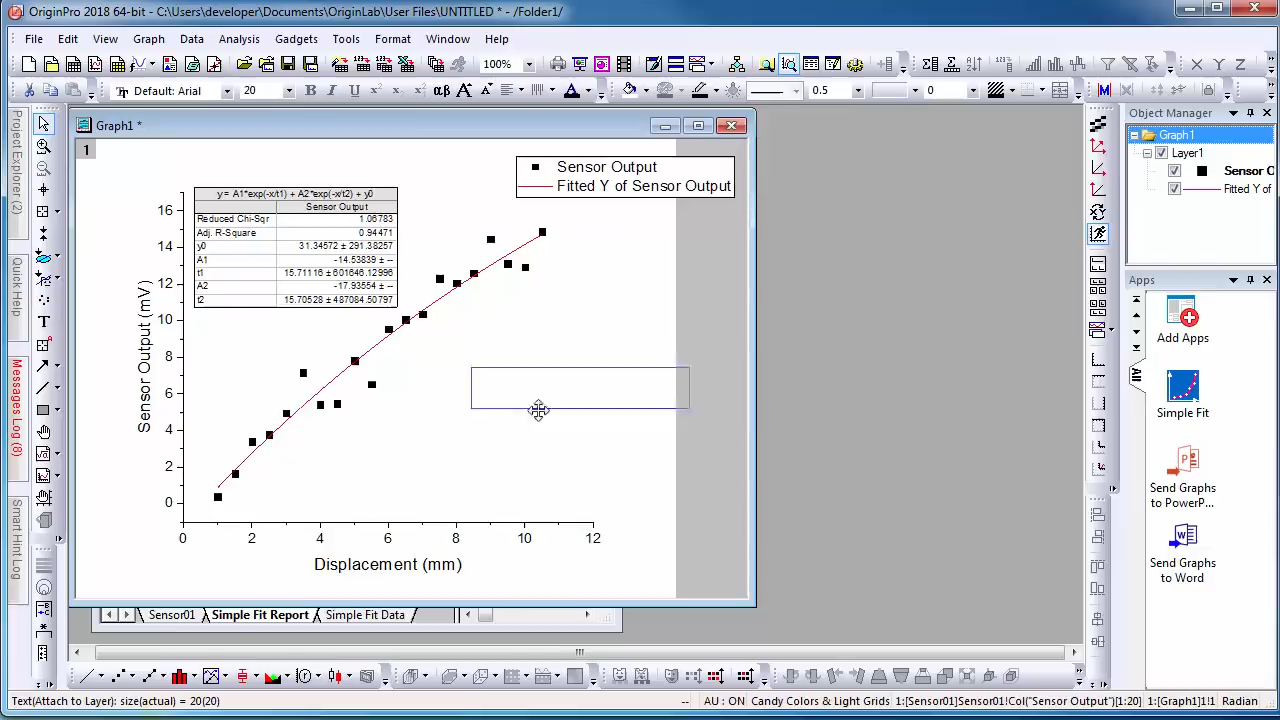 OriginPro 2018 64-bit - C:\Users\developer\Documents\OriginLab\User Files\UNTITLED * - /Folder1/
File Edit View Graph Data Analysis Gadgets Tools Format Window Help
100%
Default: Arial 20 B I U 0.5 0
Project Explorer (2)
Quick Help
Messages Log (8)
Smart Hint Log
Graph1 *
1
Sensor Output
Fitted Y of Sensor Output
y = A1*exp(-x/t1) + A2*exp(-x/t2) + y0
Sensor Output
Reduced Chi-Sqr 1.06783
Adj. R-Square 0.94471
y0 31.34572 ± 291.38257
A1 -14.53839 ± --
t1 15.71116 ± 601646.12996
A2 -17.93554 ± --
t2 15.70528 ± 487084.50797
16
14
12
10
8
6
4
2
0
Sensor Output (mV)
0 2 4 6 8 10 12
Displacement (mm)
Sensor01 Simple Fit Report Simple Fit Data
Object Manager
Graph1
Layer1
Sensor O
Fitted Y of
Apps
All
Add Apps
Simple Fit
Send Graphs
to PowerP...
Send Graphs
to Word
Text(Attach to Layer): size(actual) = 20(20) -- AU : ON Candy Colors & Light Grids 1:[Sensor01]Sensor01!Col("Sensor Output")[1:20] 1:[Graph1]1!1 Radian